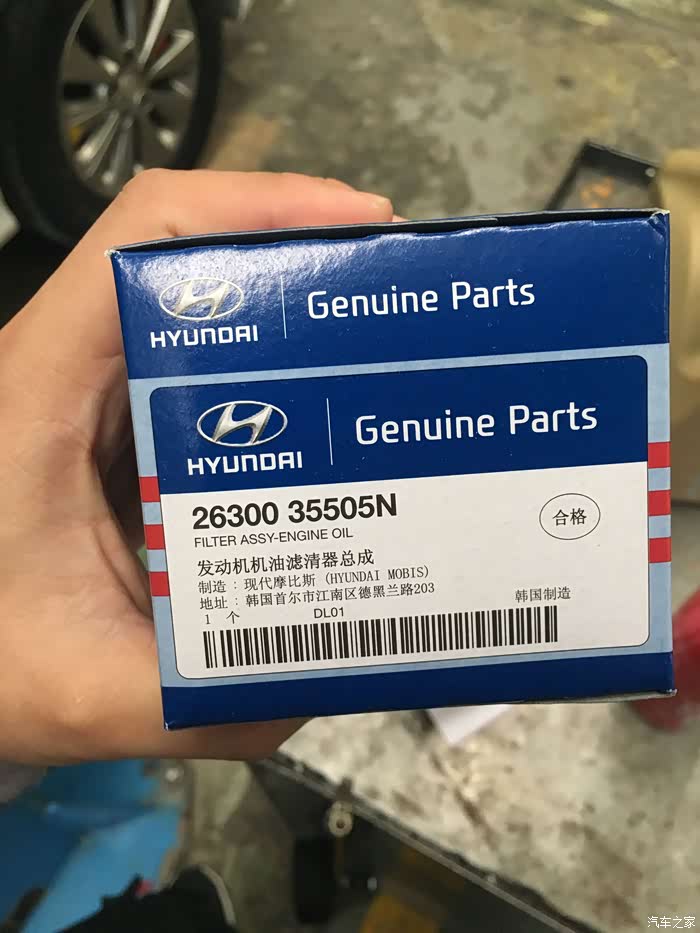 HYUNDAI
Genuine Parts
HYUNDAI
Genuine Parts
26300 35505N
FILTER ASSY-ENGINE OIL
合格
发动机机油滤清器总成
制造：现代摩比斯 (HYUNDAI MOBIS)
地址：韩国首尔市江南区德黑兰路203
1 个
DL01
韩国制造
汽车之家